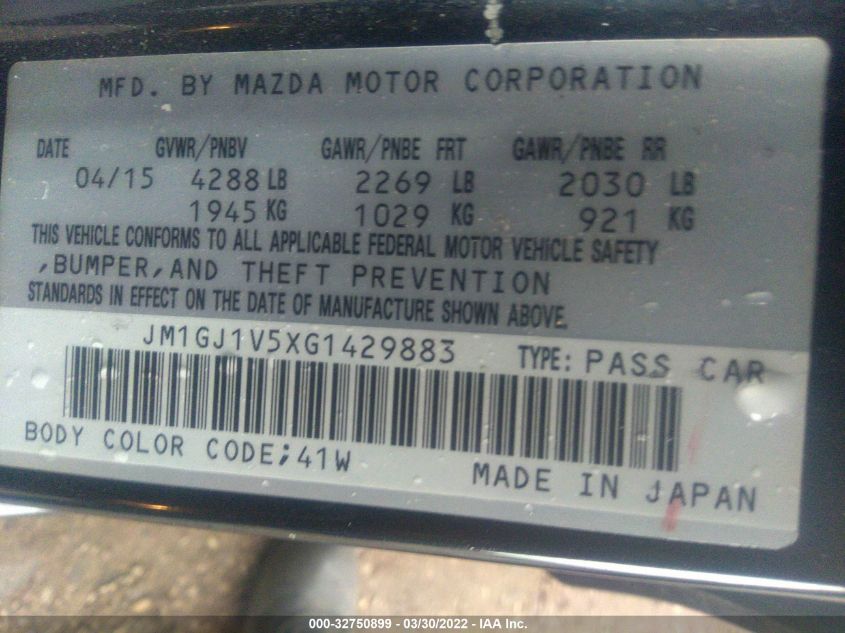 MFD. BY MAZDA MOTOR CORPORATION
DATE GVWR/PNBV GAWR/PNBE FRT GAWR/PNBE RR
04/15 4288 LB 2269 LB 2030 LB
1945 KG 1029 KG 921 KG
THIS VEHICLE CONFORMS TO ALL APPLICABLE FEDERAL MOTOR VEHICLE SAFETY
,BUMPER,AND THEFT PREVENTION
STANDARDS IN EFFECT ON THE DATE OF MANUFACTURE SHOWN ABOVE.
JM1GJ1V5XG1429883 TYPE: PASS CAR
BODY COLOR CODE;41W
MADE IN JAPAN
000-32750899 - 03/30/2022 - IAA Inc.